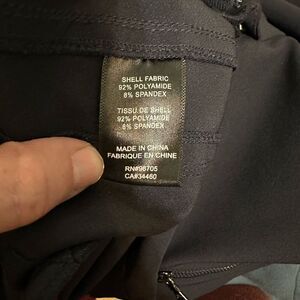 SHELL FABRIC
92% POLYAMIDE
8% SPANDEX
TISSU DE SHELL
92% POLYAMIDE
8% SPANDEX
MADE IN CHINA
FABRIQUE EN CHINE
RN#98705
CA#34460